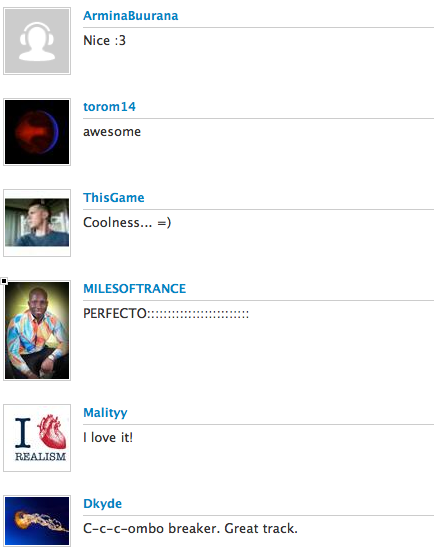 ArminaBuurana
Nice :3
torom14
awesome
ThisGame
Coolness... =)
MILESOFTRANCE
PERFECTO:::::::::::::::::::::::::
Malityy
I love it!
I
REALISM
Dkyde
C-c-c-ombo breaker. Great track.